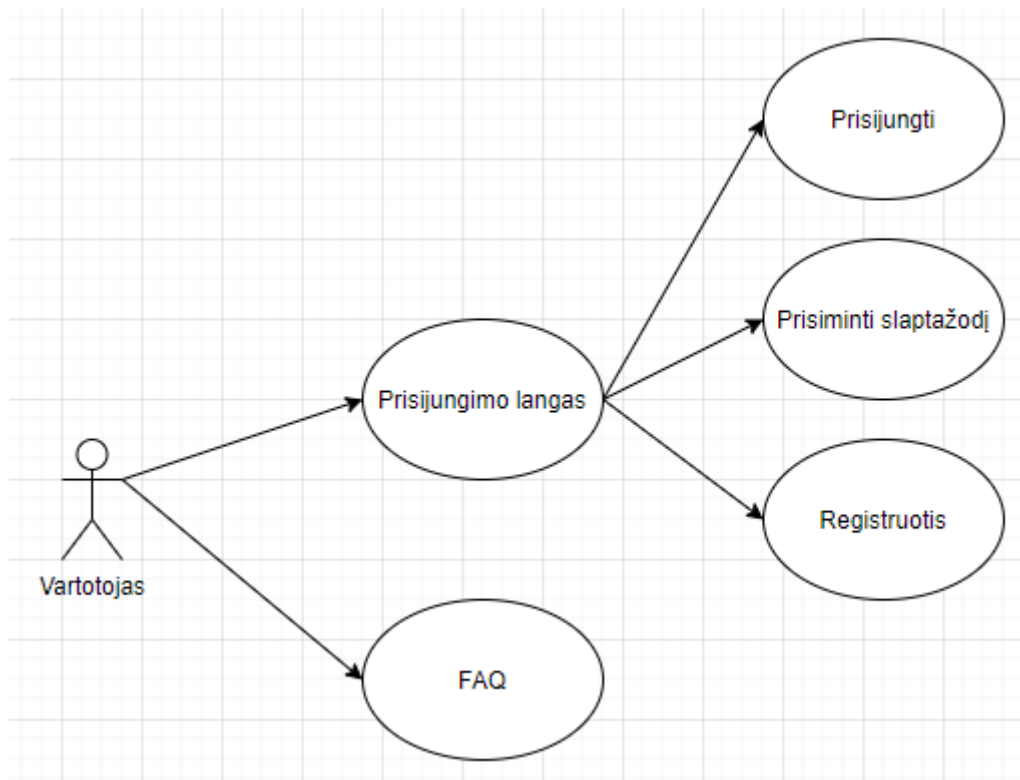 Prisijungti
Prisiminti slaptažodį
Prisijungimo langas
Registruotis
Vartotojas
FAQ